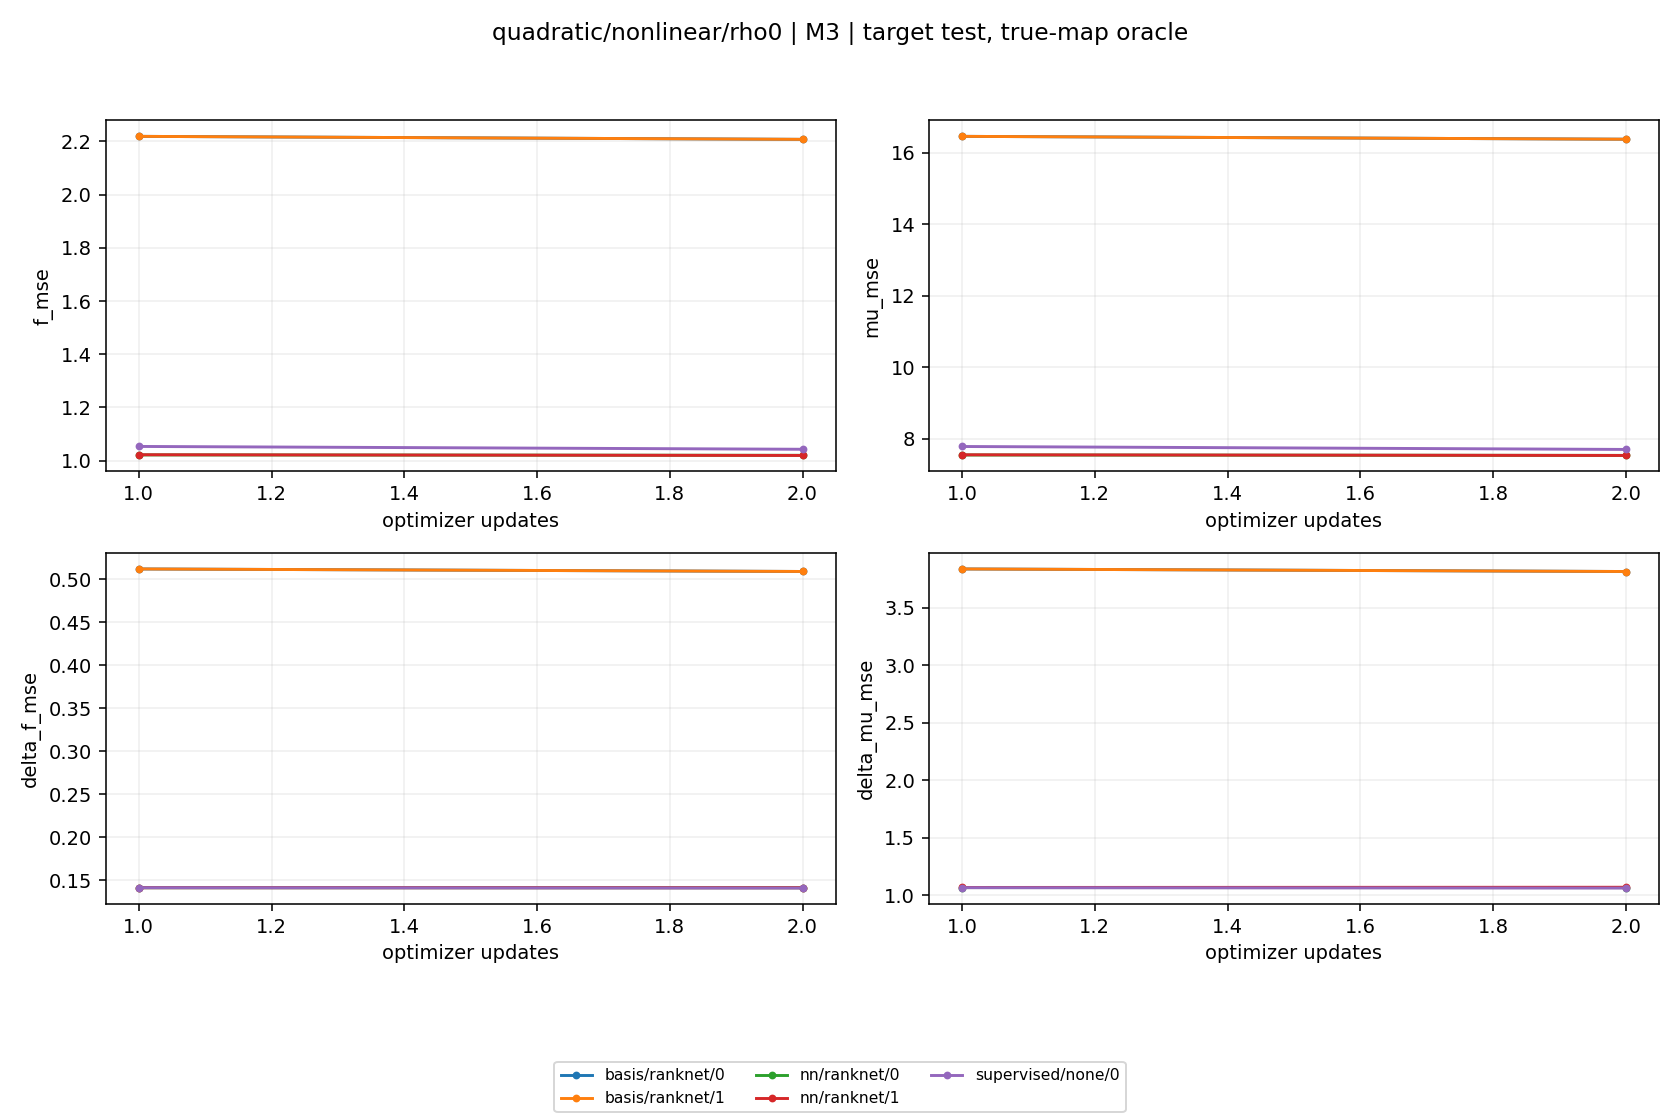 quadratic/nonlinear/rho0 | M3 | target test, true-map oracle
f_mse
2.2
2.0
1.8
1.6
1.4
1.2
1.0
1.0 1.2 1.4 1.6 1.8 2.0
optimizer updates
mu_mse
16
14
12
10
8
1.0 1.2 1.4 1.6 1.8 2.0
optimizer updates
delta_f_mse
0.50
0.45
0.40
0.35
0.30
0.25
0.20
0.15
1.0 1.2 1.4 1.6 1.8 2.0
optimizer updates
delta_mu_mse
3.5
3.0
2.5
2.0
1.5
1.0
1.0 1.2 1.4 1.6 1.8 2.0
optimizer updates
basis/ranknet/0 nn/ranknet/0 supervised/none/0
basis/ranknet/1 nn/ranknet/1